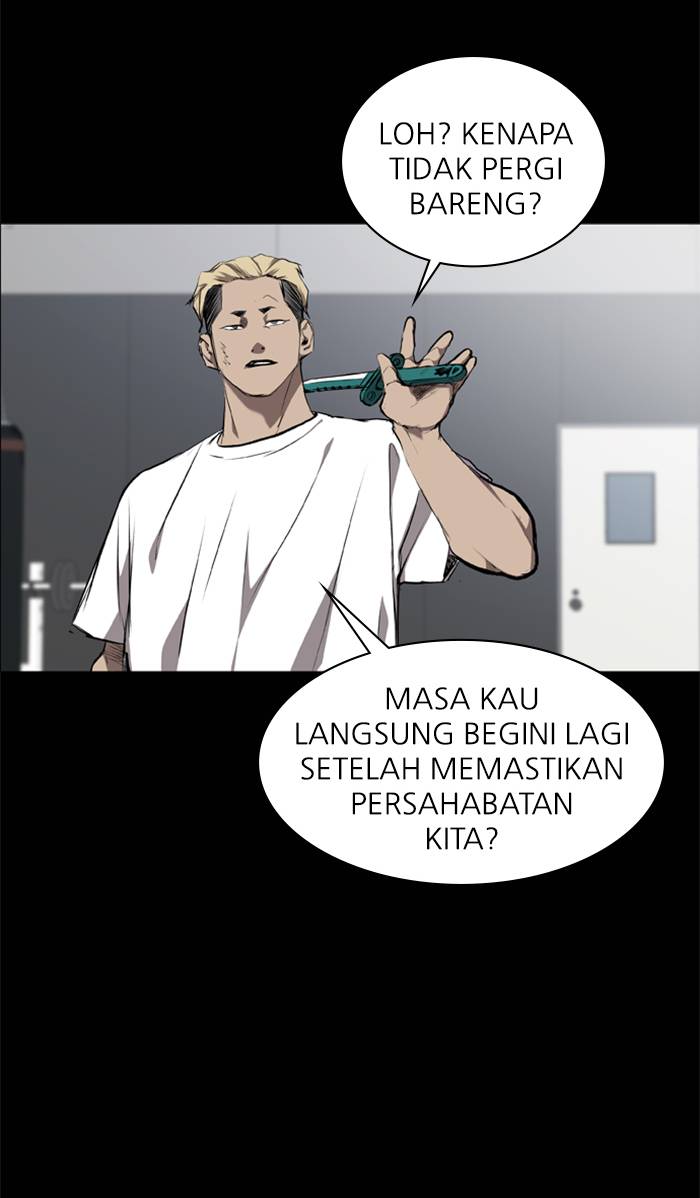 LOH? KENAPA
TIDAK PERGI
BARENG?
MASA KAU
LANGSUNG BEGINI LAGI
SETELAH MEMASTIKAN
PERSAHABATAN
KITA?